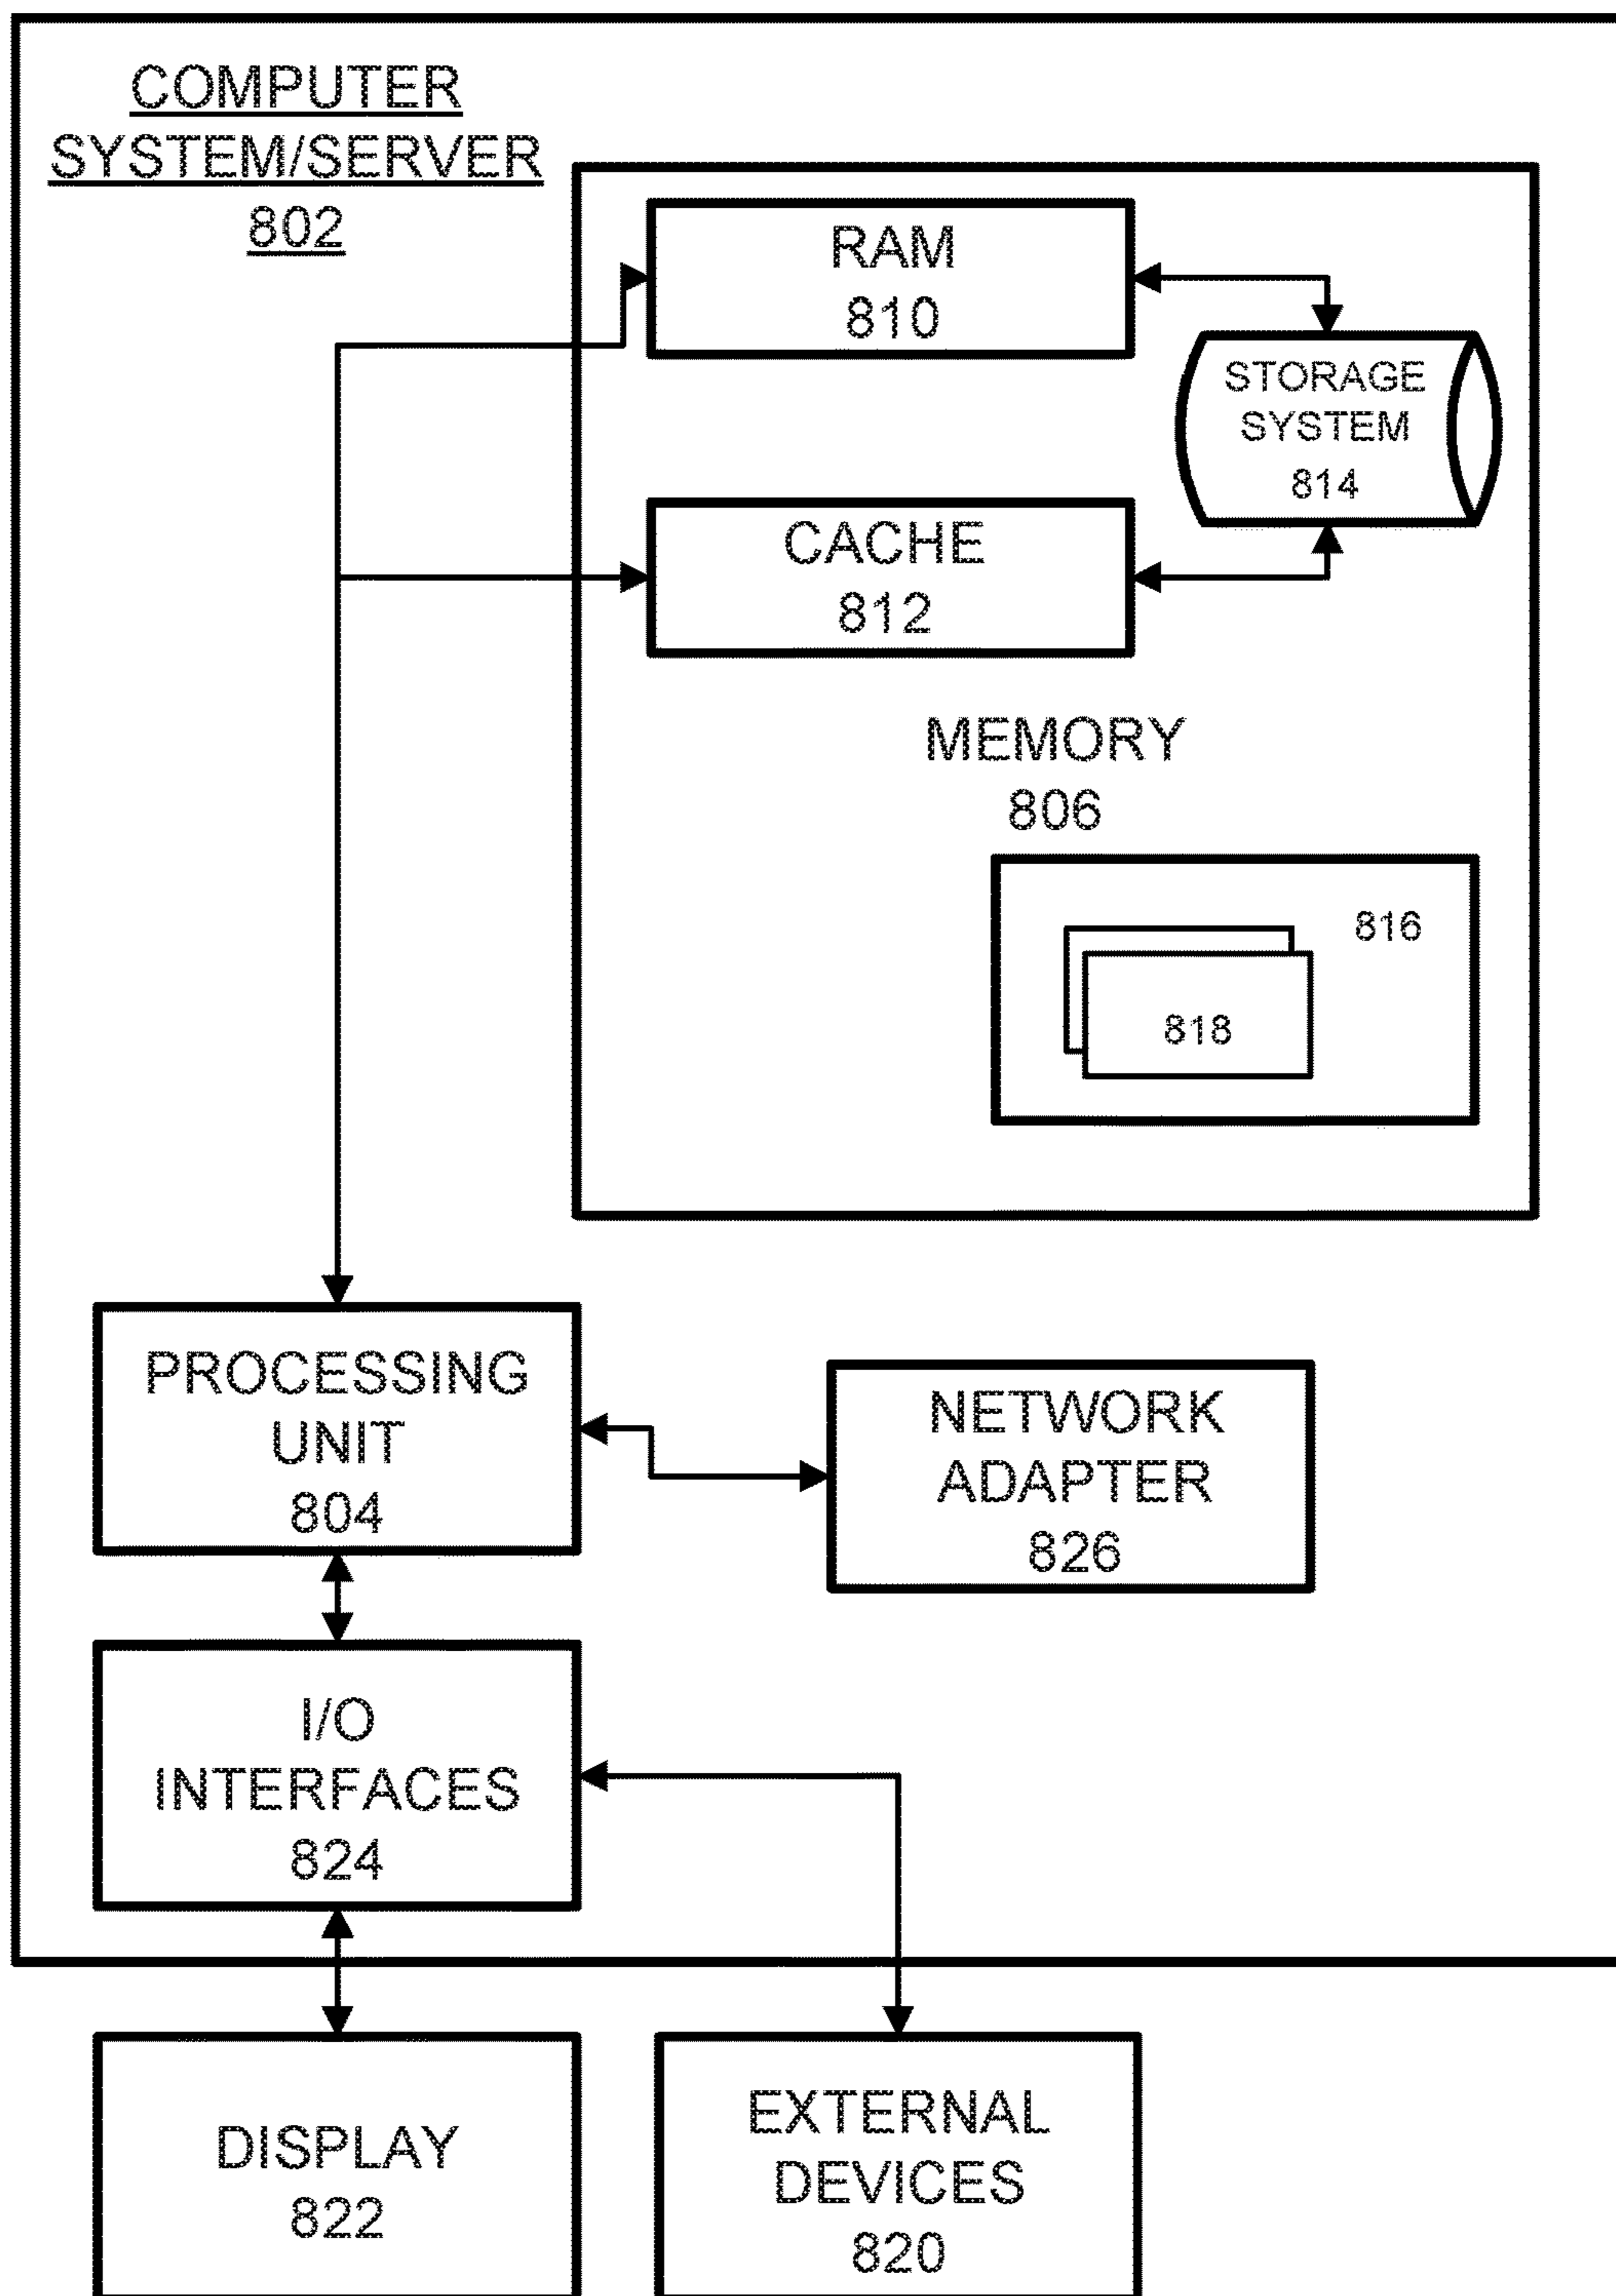 COMPUTER
SYSTEM/SERVER
802
RAM
810
STORAGE
SYSTEM
814
CACHE
812
MEMORY
806
816
818
PROCESSING
UNIT
804
NETWORK
ADAPTER
826
I/O
INTERFACES
824
DISPLAY
822
EXTERNAL
DEVICES
820